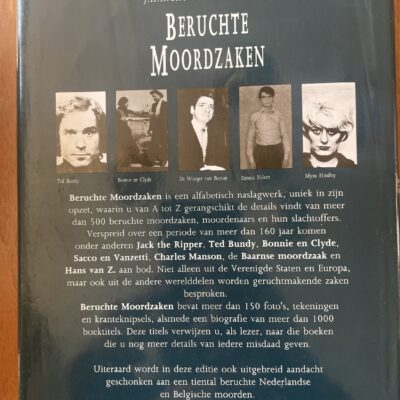 BERUCHTE
MOORDZAKEN
Ted Bundy
Bonnie en Clyde
De Wurger van Boston
Dennis Nilsen
Myra Hindley
Beruchte Moordzaken is een alfabetisch naslagwerk, uniek in zijn
opzet, waarin u van A tot Z gerangschikt de details vindt van meer
dan 500 beruchte moordzaken, moordenaars en hun slachtoffers.
Verspreid over een periode van meer dan 160 jaar komen
onder anderen Jack the Ripper, Ted Bundy, Bonnie en Clyde,
Sacco en Vanzetti, Charles Manson, de Baarnse moordzaak en
Hans van Z. aan bod. Niet alleen uit de Verenigde Staten en Europa,
maar ook uit de andere werelddelen worden geruchtmakende zaken
besproken.
Beruchte Moordzaken bevat meer dan 150 foto's, tekeningen
en kranteknipsels, alsmede een biografie van meer dan 1000
boektitels. Deze titels verwijzen u, als lezer, naar die boeken
die u nog meer details van iedere misdaad geven.
Uiteraard wordt in deze editie ook uitgebreid aandacht
geschonken aan een tiental beruchte Nederlandse
en Belgische moorden.